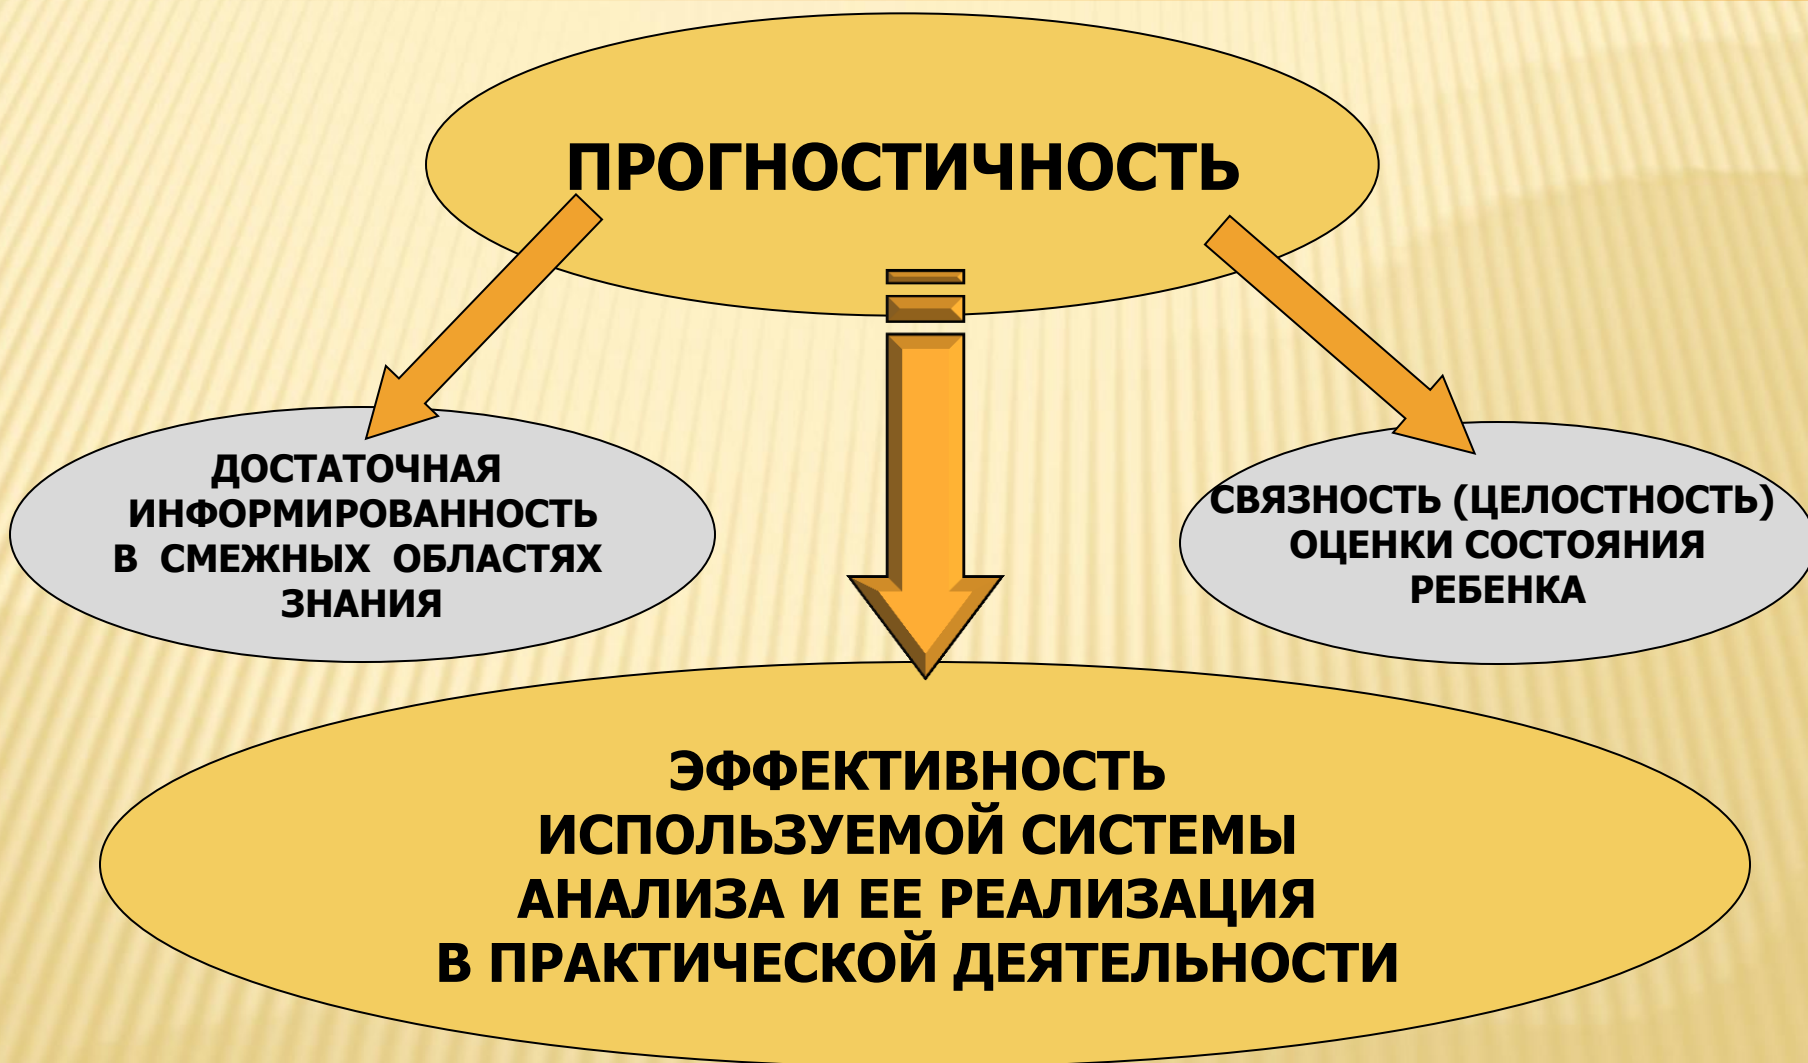 ПРОГНОСТИЧНОСТЬ
ДОСТАТОЧНАЯ
ИНФОРМИРОВАННОСТЬ
В СМЕЖНЫХ ОБЛАСТЯХ
ЗНАНИЯ
СВЯЗНОСТЬ (ЦЕЛОСТНОСТЬ)
ОЦЕНКИ СОСТОЯНИЯ
РЕБЕНКА
ЭФФЕКТИВНОСТЬ
ИСПОЛЬЗУЕМОЙ СИСТЕМЫ
АНАЛИЗА И ЕЕ РЕАЛИЗАЦИЯ
В ПРАКТИЧЕСКОЙ ДЕЯТЕЛЬНОСТИ